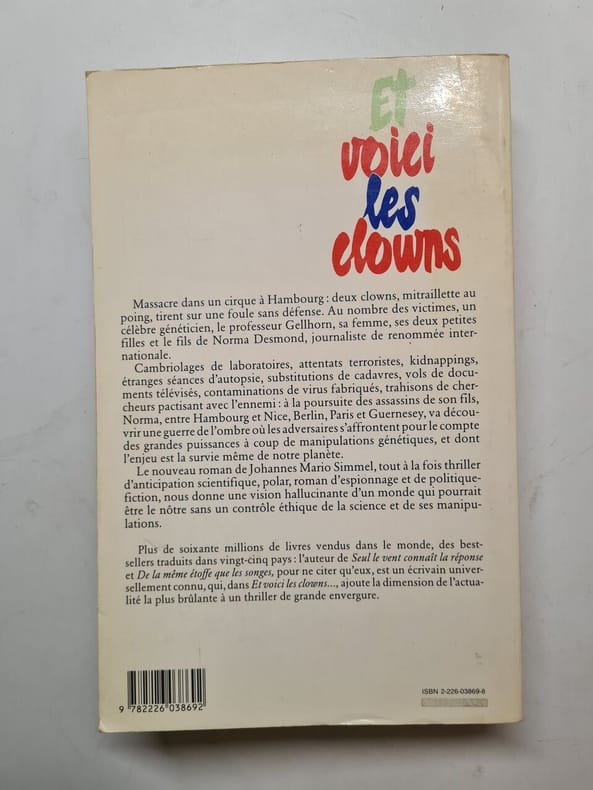 Et
voici
les
clowns
Massacre dans un cirque à Hambourg : deux clowns, mitraillette au
poing, tirent sur une foule sans défense. Au nombre des victimes, un
célèbre généticien, le professeur Gellhorn, sa femme, ses deux petites
filles et le fils de Norma Desmond, journaliste de renommée inter-
nationale.
Cambriolages de laboratoires, attentats terroristes, kidnappings,
étranges séances d'autopsie, substitutions de cadavres, vols de docu-
ments télévisés, contaminations de virus fabriqués, trahisons de cher-
cheurs pactisant avec l'ennemi : à la poursuite des assassins de son fils,
Norma, entre Hambourg et Nice, Berlin, Paris et Guernesey, va décou-
vrir une guerre de l'ombre où les adversaires s'affrontent pour le compte
des grandes puissances à coup de manipulations génétiques, et dont
l'enjeu est la survie même de notre planète.
Le nouveau roman de Johannes Mario Simmel, tout à la fois thriller
d'anticipation scientifique, polar, roman d'espionnage et de politique-
fiction, nous donne une vision hallucinante d'un monde qui pourrait
être le nôtre sans un contrôle éthique de la science et de ses manipu-
lations.
Plus de soixante millions de livres vendus dans le monde, des best-
sellers traduits dans vingt-cinq pays : l'auteur de Seul le vent connaît la réponse
et De la même étoffe que les songes, pour ne citer qu'eux, est un écrivain univer-
sellement connu, qui, dans Et voici les clowns..., ajoute la dimension de l'actua-
lité la plus brûlante à un thriller de grande envergure.
ISBN 2-226-03869-8
9 782226 038692